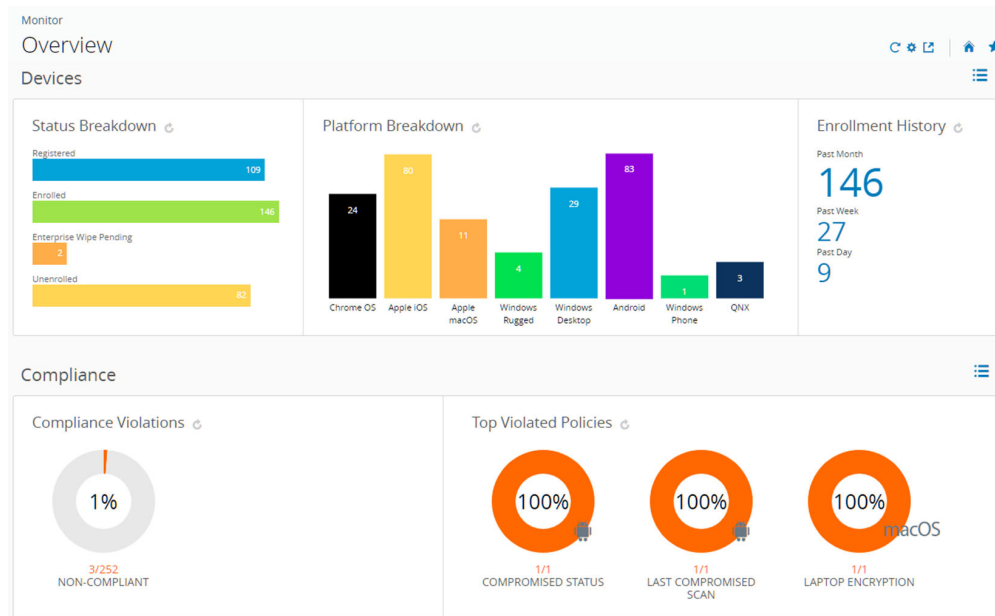 Monitor
Overview
Devices
Status Breakdown
Registered
109
Enrolled
146
Enterprise Wipe Pending
2
Unenrolled
82
Platform Breakdown
24
80
11
4
29
83
1
3
Chrome OS
Apple iOS
Apple
macOS
Windows
Rugged
Windows
Desktop
Android
Windows
Phone
QNX
Enrollment History
Past Month
146
Past Week
27
Past Day
9
Compliance
Compliance Violations
1%
3/252
NON-COMPLIANT
Top Violated Policies
100%
1/1
COMPROMISED STATUS
100%
1/1
LAST COMPROMISED
SCAN
100%
macOS
1/1
LAPTOP ENCRYPTION